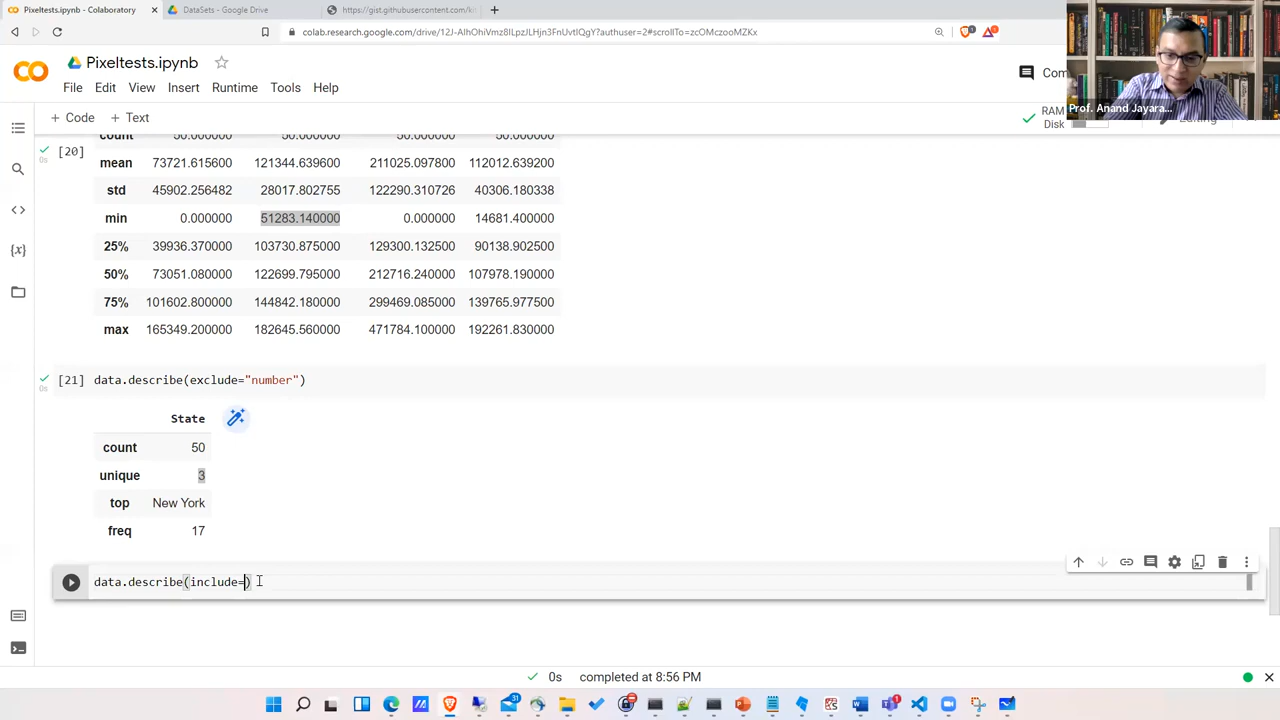 Pixeltests.ipynb - Colaboratory
DataSets - Google Drive
https://gist.githubusercontent.com/ki
colab.research.google.com/drive/12J-AIhOhiVmz8ILpzJLHjn3FnUvtIQgY?authuser=2#scrollTo=zcOMczooMZKx
Pixeltests.ipynb
File Edit View Insert Runtime Tools Help
Com
Prof. Anand Jayara...
+ Code + Text
RAM
Disk
Editing
count 50.000000 50.000000 50.000000 50.000000
[20]
mean 73721.615600 121344.639600 211025.097800 112012.639200
std 45902.256482 28017.802755 122290.310726 40306.180338
min 0.000000 51283.140000 0.000000 14681.400000
25% 39936.370000 103730.875000 129300.132500 90138.902500
50% 73051.080000 122699.795000 212716.240000 107978.190000
75% 101602.800000 144842.180000 299469.085000 139765.977500
max 165349.200000 182645.560000 471784.100000 192261.830000
0s
[21] data.describe(exclude="number")
0s
State
count 50
unique 3
top New York
freq 17
data.describe(include=)
0s completed at 8:56 PM